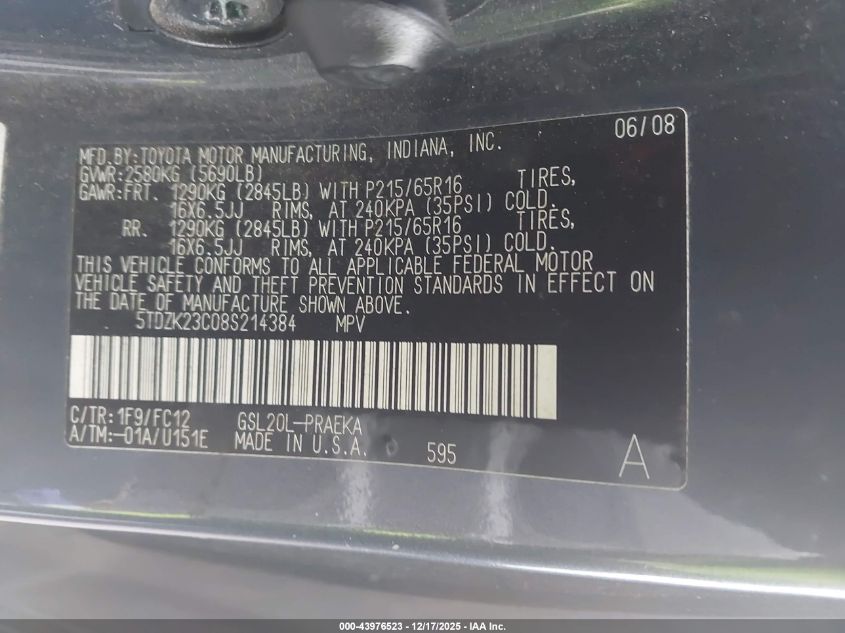 06/08
MFD.BY:TOYOTA MOTOR MANUFACTURING, INDIANA, INC.
GVWR:2580KG (5690LB)
GAWR:FRT. 1290KG (2845LB) WITH P215/65R16 TIRES,
16X6.5JJ RIMS, AT 240KPA (35PSI) COLD.
RR. 1290KG (2845LB) WITH P215/65R16 TIRES,
16X6.5JJ RIMS, AT 240KPA (35PSI) COLD.
THIS VEHICLE CONFORMS TO ALL APPLICABLE FEDERAL MOTOR
VEHICLE SAFETY AND THEFT PREVENTION STANDARDS IN EFFECT ON
THE DATE OF MANUFACTURE SHOWN ABOVE.
5TDZK23C08S214384 MPV
C/TR:1F9/FC12 GSL20L-PRAEKA
A/TM:-01A/U151E MADE IN U.S.A. 595 A
000-43976523 - 12/17/2025 - IAA Inc.